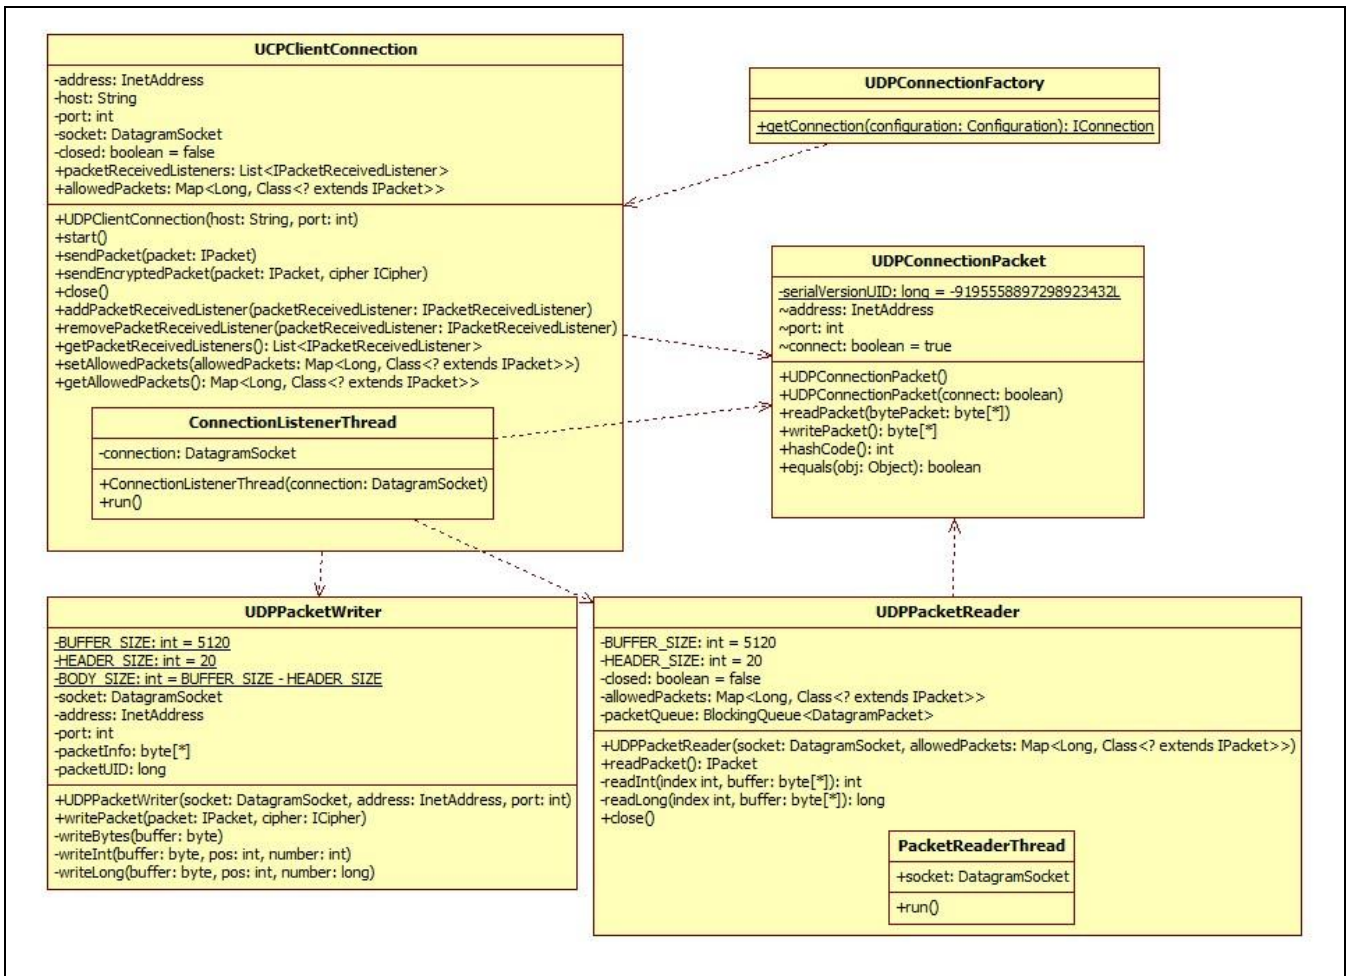 UCPClientConnection
-address: InetAddress
-host: String
-port: int
-socket: DatagramSocket
-closed: boolean = false
+packetReceivedListeners: List<IPacketReceivedListener>
+allowedPackets: Map<Long, Class<? extends IPacket>>
+UDPClientConnection(host: String, port: int)
+start()
+sendPacket(packet: IPacket)
+sendEncryptedPacket(packet: IPacket, cipher ICipher)
+close()
+addPacketReceivedListener(packetReceivedListener: IPacketReceivedListener)
+removePacketReceivedListener(packetReceivedListener: IPacketReceivedListener)
+getPacketReceivedListeners(): List<IPacketReceivedListener>
+setAllowedPackets(allowedPackets: Map<Long, Class<? extends IPacket>>)
+getAllowedPackets(): Map<Long, Class<? extends IPacket>>
ConnectionListenerThread
-connection: DatagramSocket
+ConnectionListenerThread(connection: DatagramSocket)
+run()
UDPConnectionFactory
+getConnection(configuration: Configuration): IConnection
UDPConnectionPacket
-serialVersionUID: long = -9195558897298923432L
~address: InetAddress
~port: int
~connect: boolean = true
+UDPConnectionPacket()
+UDPConnectionPacket(connect: boolean)
+readPacket(bytePacket: byte[*])
+writePacket(): byte[*]
+hashCode(): int
+equals(obj: Object): boolean
UDPPacketWriter
-BUFFER_SIZE: int = 5120
-HEADER_SIZE: int = 20
-BODY_SIZE: int = BUFFER_SIZE - HEADER_SIZE
-socket: DatagramSocket
-address: InetAddress
-port: int
-packetInfo: byte[*]
-packetUID: long
+UDPPacketWriter(socket: DatagramSocket, address: InetAddress, port: int)
+writePacket(packet: IPacket, cipher: ICipher)
-writeBytes(buffer: byte)
-writeInt(buffer: byte, pos: int, number: int)
-writeLong(buffer: byte, pos: int, number: long)
UDPPacketReader
-BUFFER_SIZE: int = 5120
-HEADER_SIZE: int = 20
-closed: boolean = false
-allowedPackets: Map<Long, Class<? extends IPacket>>
-packetQueue: BlockingQueue<DatagramPacket>
+UDPPacketReader(socket: DatagramSocket, allowedPackets: Map<Long, Class<? extends IPacket>>)
+readPacket(): IPacket
-readInt(index int, buffer: byte[*]): int
-readLong(index int, buffer: byte[*]): long
+close()
PacketReaderThread
+socket: DatagramSocket
+run()